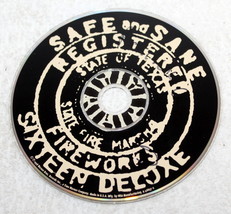 SAFE and SANE
REGISTERED
STATE OF TEXAS
STATE FIRE MARSHAL
FIREWORKS
SIXTEEN DELUXE